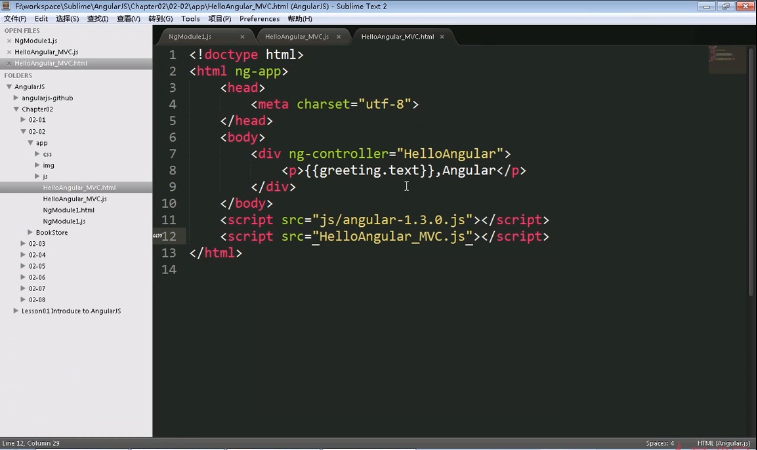 F:\workspace\Sublime\AngularJS\Chapter02\02-02\app\HelloAngular_MVC.html (AngularJS) - Sublime Text 2
文件(F) Edit 选择(S) 查找(I) 查看(V) 转到(G) Tools 项目(P) Preferences 帮助(H)
OPEN FILES
NgModule1.js
HelloAngular_MVC.js
HelloAngular_MVC.html
FOLDERS
AngularJS
angularjs-github
Chapter02
02-01
02-02
app
css
img
js
HelloAngular_MVC.html
HelloAngular_MVC.js
NgModule1.html
NgModule1.js
BookStore
02-03
02-04
02-05
02-06
02-07
02-08
Lesson01 Introduce to AngularJS
NgModule1.js × HelloAngular_MVC.js × HelloAngular_MVC.html ×
1 <!doctype html>
2 <html ng-app>
3 <head>
4 <meta charset="utf-8">
5 </head>
6 <body>
7 <div ng-controller="HelloAngular">
8 <p>{{greeting.text}},Angular</p>
9 </div>
10 </body>
11 <script src="js/angular-1.3.0.js"></script>
12 <script src="HelloAngular_MVC.js"></script>
13 </html>
14
Line 12, Column 29 Spaces: 4 HTML (Angular.js)